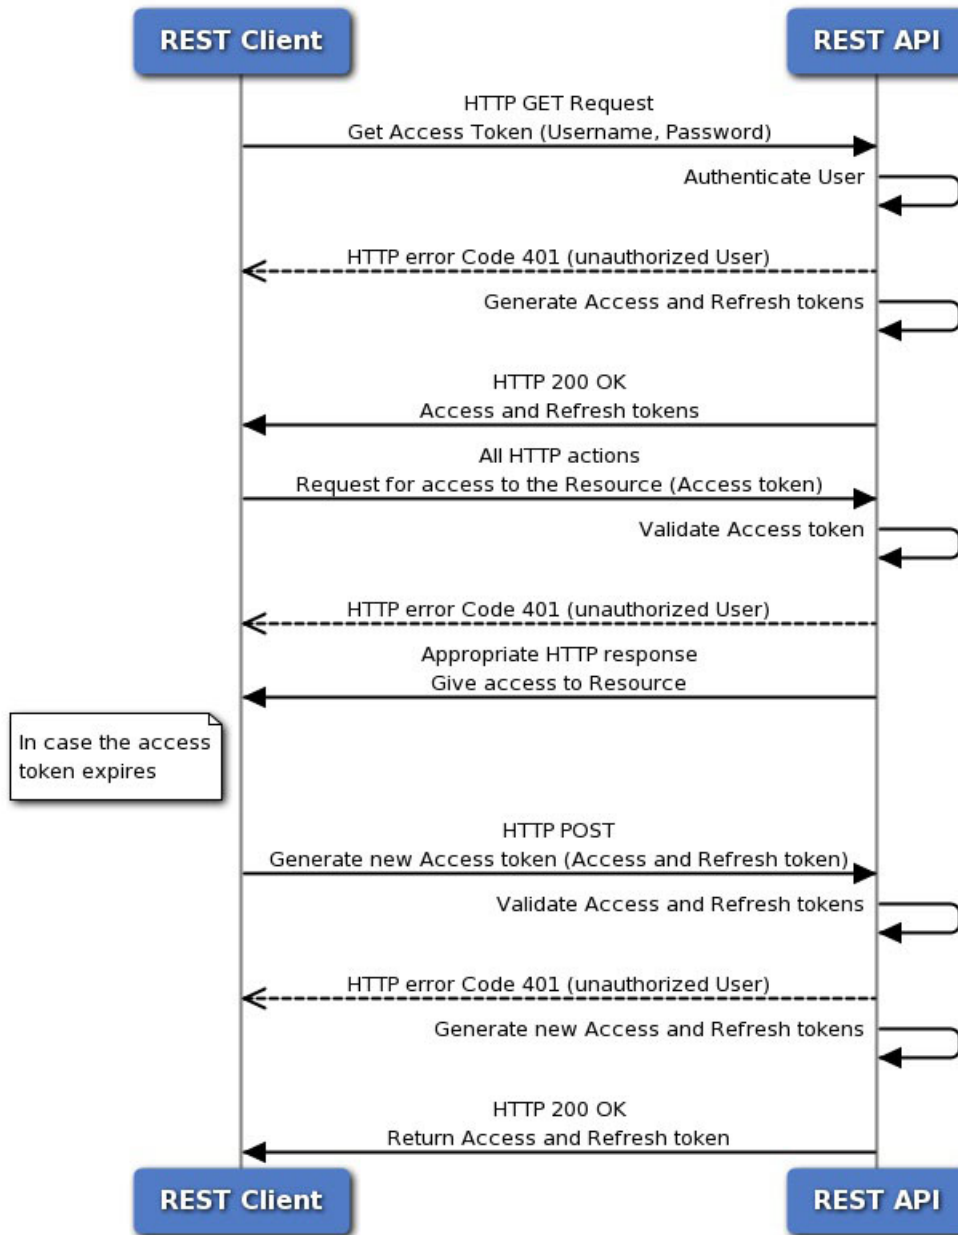 REST Client
REST API
HTTP GET Request
Get Access Token (Username, Password)
Authenticate User
HTTP error Code 401 (unauthorized User)
Generate Access and Refresh tokens
HTTP 200 OK
Access and Refresh tokens
All HTTP actions
Request for access to the Resource (Access token)
Validate Access token
HTTP error Code 401 (unauthorized User)
Appropriate HTTP response
Give access to Resource
In case the access
token expires
HTTP POST
Generate new Access token (Access and Refresh token)
Validate Access and Refresh tokens
HTTP error Code 401 (unauthorized User)
Generate new Access and Refresh tokens
HTTP 200 OK
Return Access and Refresh token
REST Client
REST API